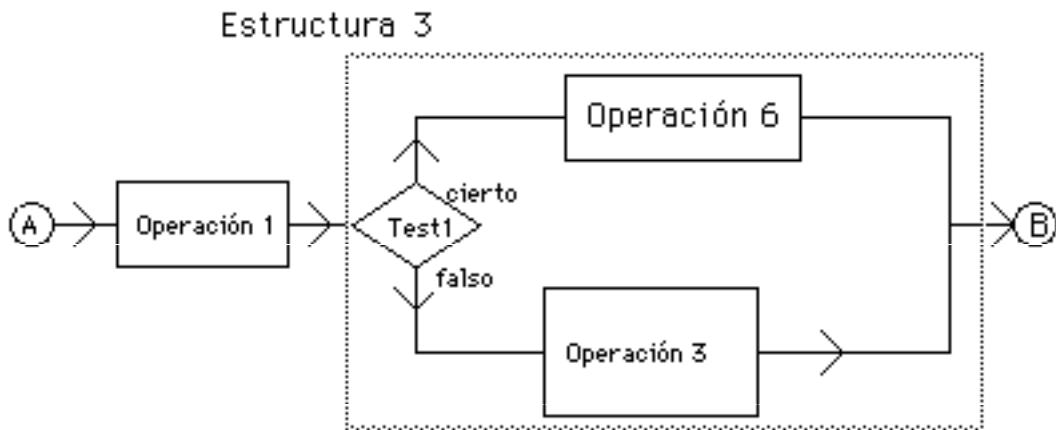 Estructura 3
Operación 6
cierto
A
Operación 1
Test1
B
falso
Operación 3